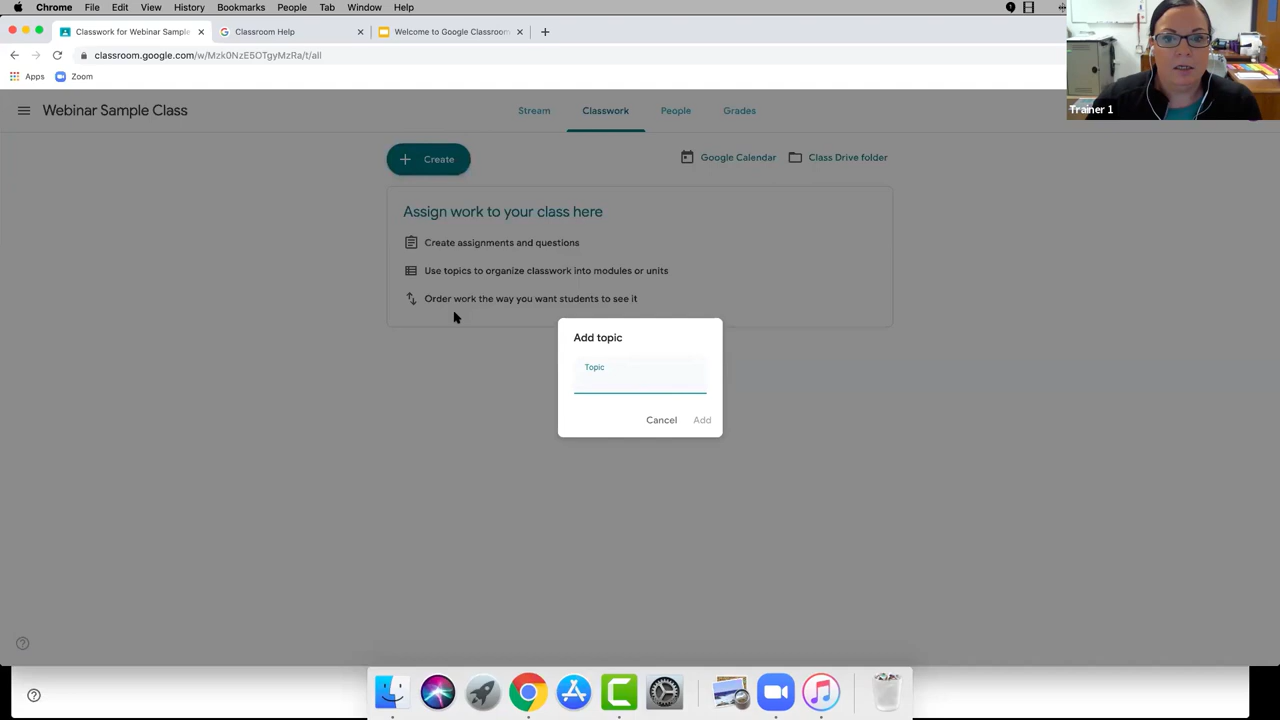 Chrome File Edit View History Bookmarks People Tab Window Help
Classwork for Webinar Sample
Classroom Help
Welcome to Google Classroom
classroom.google.com/w/Mzk0NzE5OTgyMzRa/t/all
Apps
Zoom
Trainer 1
Webinar Sample Class
Stream
Classwork
People
Grades
Create
Google Calendar
Class Drive folder
Assign work to your class here
Create assignments and questions
Use topics to organize classwork into modules or units
Order work the way you want students to see it
Add topic
Topic
Cancel
Add